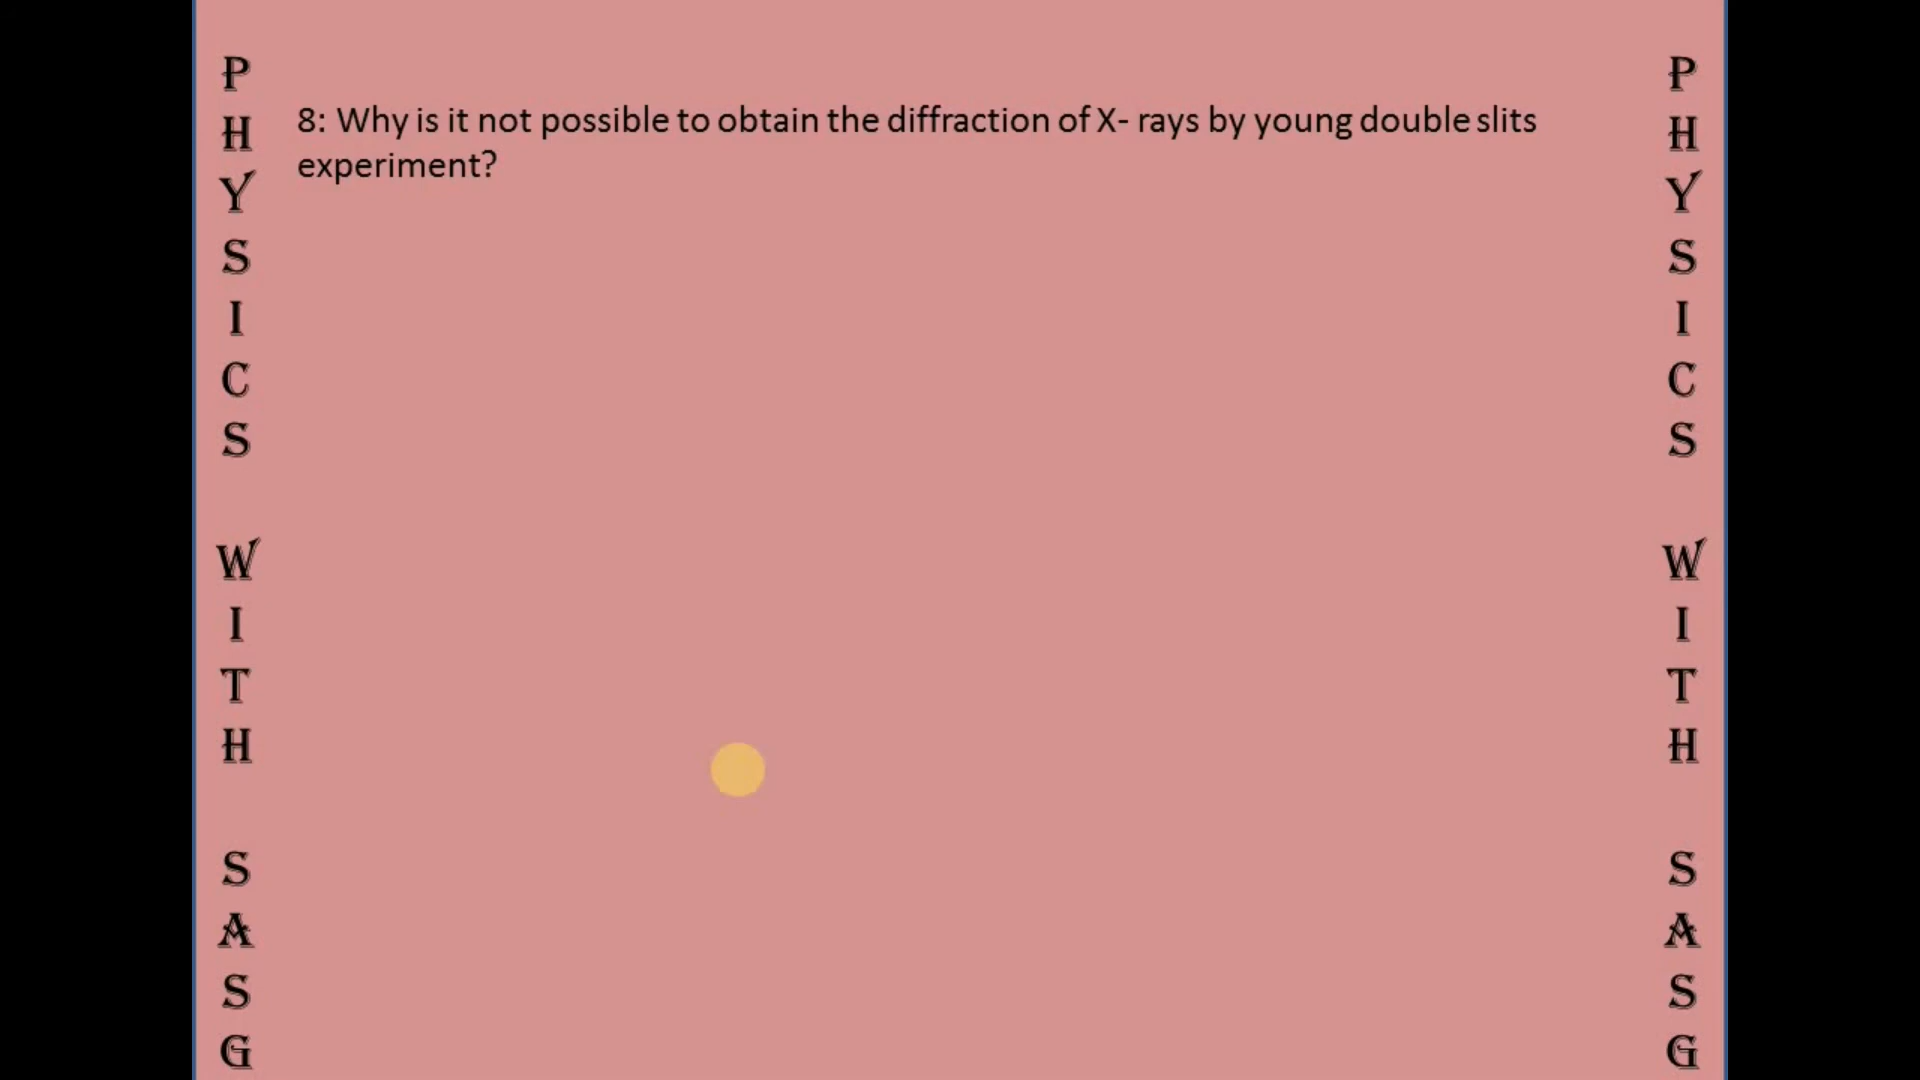 PHYSICS WITH SASG
8: Why is it not possible to obtain the diffraction of X- rays by young double slits
experiment?
PHYSICS WITH SASG